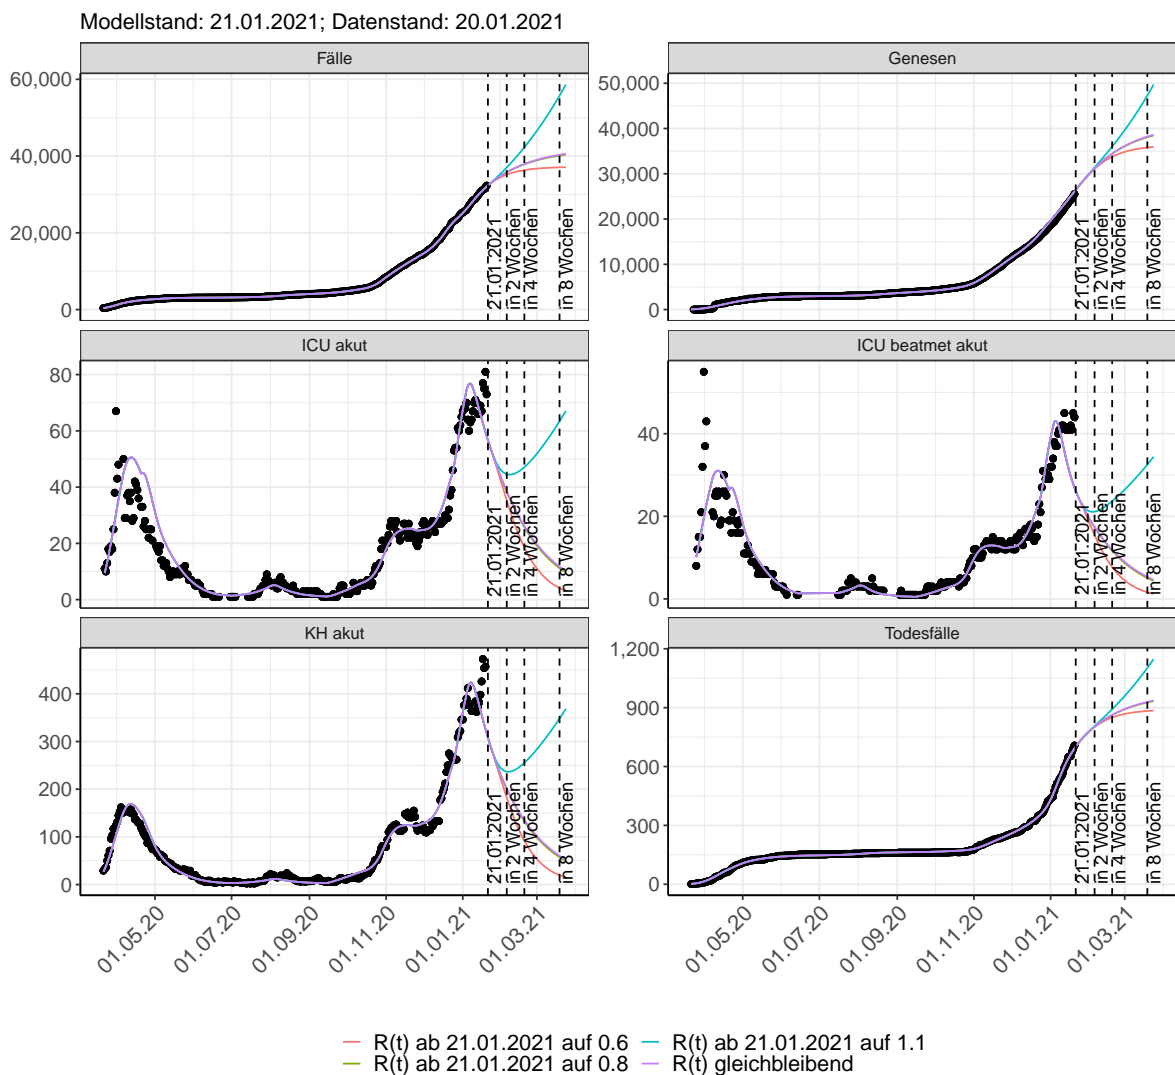 Modellstand: 21.01.2021; Datenstand: 20.01.2021
Fälle
Genesen
60,000
40,000
20,000
0
21.01.2021
in 2 Wochen
in 4 Wochen
in 8 Wochen
50,000
40,000
30,000
20,000
10,000
0
21.01.2021
in 2 Wochen
in 4 Wochen
in 8 Wochen
ICU akut
ICU beatmet akut
80
60
40
20
0
21.01.2021
in 2 Wochen
in 4 Wochen
in 8 Wochen
40
20
0
21.01.2021
in 2 Wochen
in 4 Wochen
in 8 Wochen
KH akut
Todesfälle
400
300
200
100
0
21.01.2021
in 2 Wochen
in 4 Wochen
in 8 Wochen
1,200
900
600
300
0
21.01.2021
in 2 Wochen
in 4 Wochen
in 8 Wochen
01.05.20
01.07.20
01.09.20
01.11.20
01.01.21
01.03.21
01.05.20
01.07.20
01.09.20
01.11.20
01.01.21
01.03.21
R(t) ab 21.01.2021 auf 0.6
R(t) ab 21.01.2021 auf 1.1
R(t) ab 21.01.2021 auf 0.8
R(t) gleichbleibend